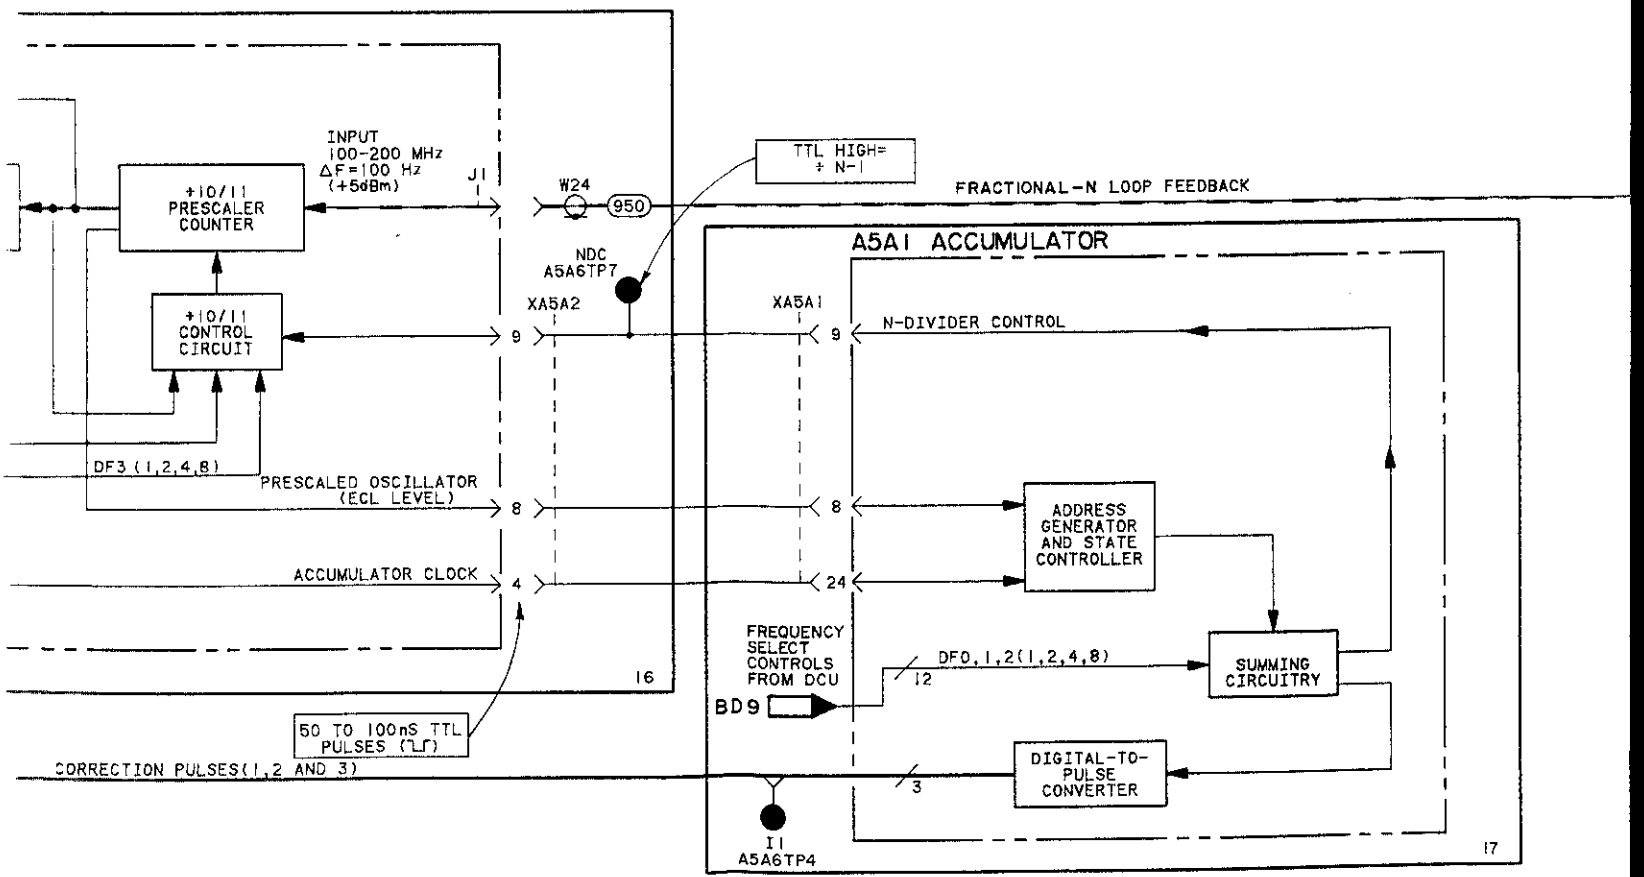 INPUT
100-200 MHz
△F=100 Hz
(+5dBm)
J1
÷10/11
PRESCALER
COUNTER
W24
950
TTL HIGH=
÷ N-1
FRACTIONAL-N LOOP FEEDBACK
A5A1 ACCUMULATOR
NDC
A5A6TP7
XA5A2
XA5A1
÷10/11
CONTROL
CIRCUIT
9
9
N-DIVIDER CONTROL
DF3 (1,2,4,8)
PRESCALED OSCILLATOR
(ECL LEVEL)
8
8
ADDRESS
GENERATOR
AND STATE
CONTROLLER
ACCUMULATOR CLOCK
4
24
FREQUENCY
SELECT
CONTROLS
FROM DCU
BD9
DF0,1,2(1,2,4,8)
12
SUMMING
CIRCUITRY
16
50 TO 100nS TTL
PULSES ( )
CORRECTION PULSES(1,2 AND 3)
3
DIGITAL-TO-
PULSE
CONVERTER
I1
A5A6TP4
17